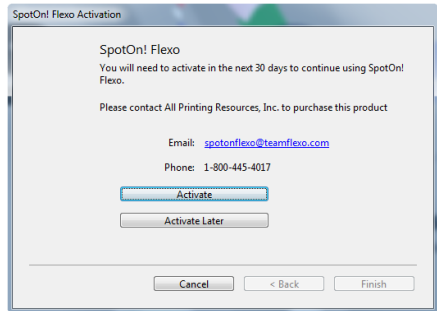 SpotOn! Flexo Activation
SpotOn! Flexo
You will need to activate in the next 30 days to continue using SpotOn!
Flexo.
Please contact All Printing Resources, Inc. to purchase this product
Email: spotonflexo@teamflexo.com
Phone: 1-800-445-4017
Activate
Activate Later
Cancel < Back Finish